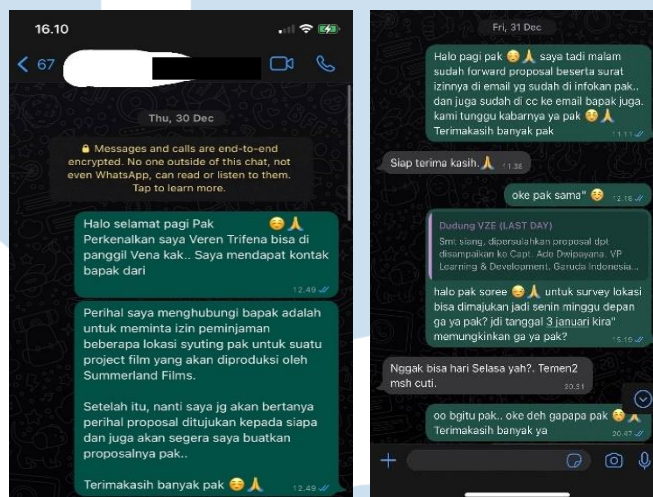 16.10
67
Thu, 30 Dec
Messages and calls are end-to-end
encrypted. No one outside of this chat, not
even WhatsApp, can read or listen to them.
Tap to learn more.
Halo selamat pagi Pak
Perkenalkan saya Veren Trifena bisa di
panggil Vena kak.. Saya mendapat kontak
bapak dari
12.49
Perihal saya menghubungi bapak adalah
untuk meminta izin peminjaman
beberapa lokasi syuting pak untuk suatu
project film yang akan diproduksi oleh
Summerland Films.
Setelah itu, nanti saya jg akan bertanya
perihal proposal ditujukan kepada siapa
dan juga akan segera saya buatkan
proposalnya pak..
Terimakasih banyak pak
12.49
Fri, 31 Dec
Halo pagi pak saya tadi malam
sudah forward proposal beserta surat
izinnya di email yg sudah di infokan pak..
dan juga sudah di cc ke email bapak juga.
kami tunggu kabarnya ya pak
Terimakasih banyak pak
11.11
Siap terima kasih.
11.38
oke pak sama"
12.16
Dudung VZE (LAST DAY)
Smt siang, dipersulahkan proposal dpt
disampaikan ke Capt. Ade Dwipayana. VP
Learning & Development. Garuda Indonesia...
halo pak soree untuk survey lokasi
bisa dimajukan jadi senin minggu depan
ga ya pak? jdi tanggal 3 januari kira"
memungkinkan ga ya pak?
15.15
Nggak bisa hari Selasa yah?. Temen2
msh cuti.
20.31
oo bgitu pak.. oke deh gapapa pak
Terimakasih banyak ya
20.47